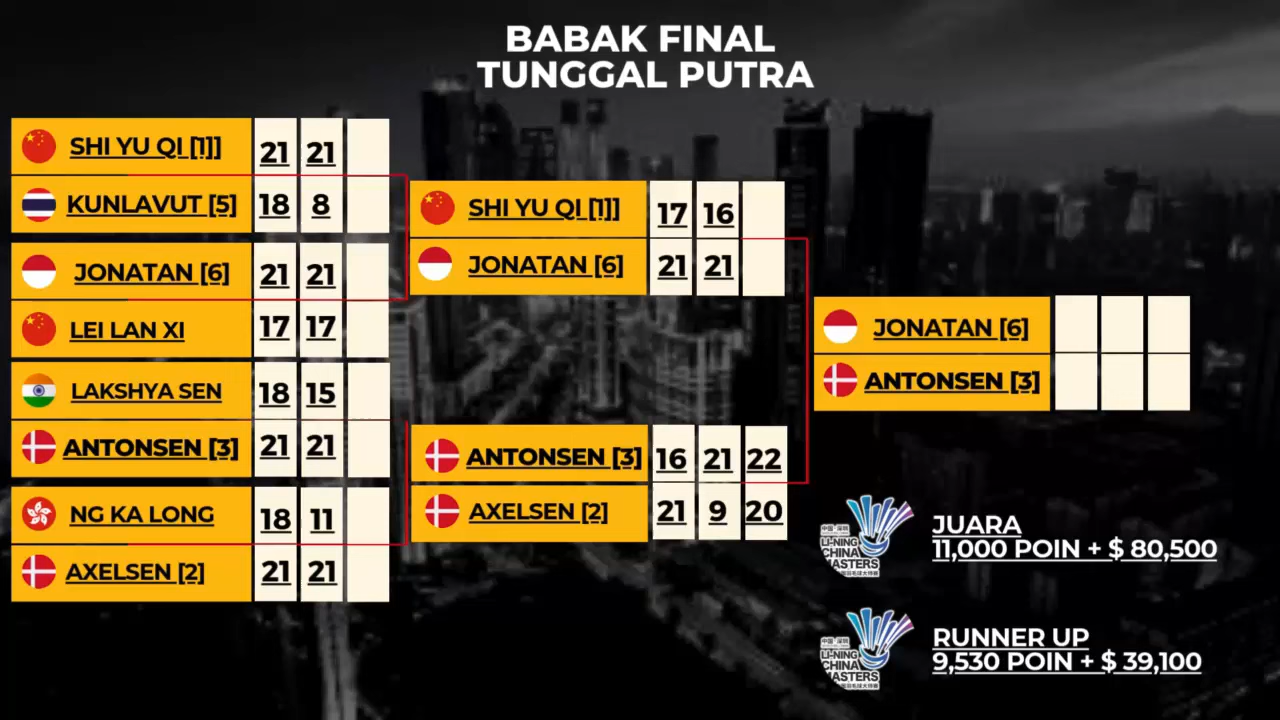 BABAK FINAL
TUNGGAL PUTRA
SHI YU QI [1]] 21 21
KUNLAVUT [5] 18 8
JONATAN [6] 21 21
LEI LAN XI 17 17
LAKSHYA SEN 18 15
ANTONSEN [3] 21 21
NG KA LONG 18 11
AXELSEN [2] 21 21
SHI YU QI [1]] 17 16
JONATAN [6] 21 21
ANTONSEN [3] 16 21 22
AXELSEN [2] 21 9 20
JONATAN [6]
ANTONSEN [3]
LI-NING
CHINA
MASTERS
JUARA
11,000 POIN + $ 80,500
LI-NING
CHINA
MASTERS
RUNNER UP
9,530 POIN + $ 39,100